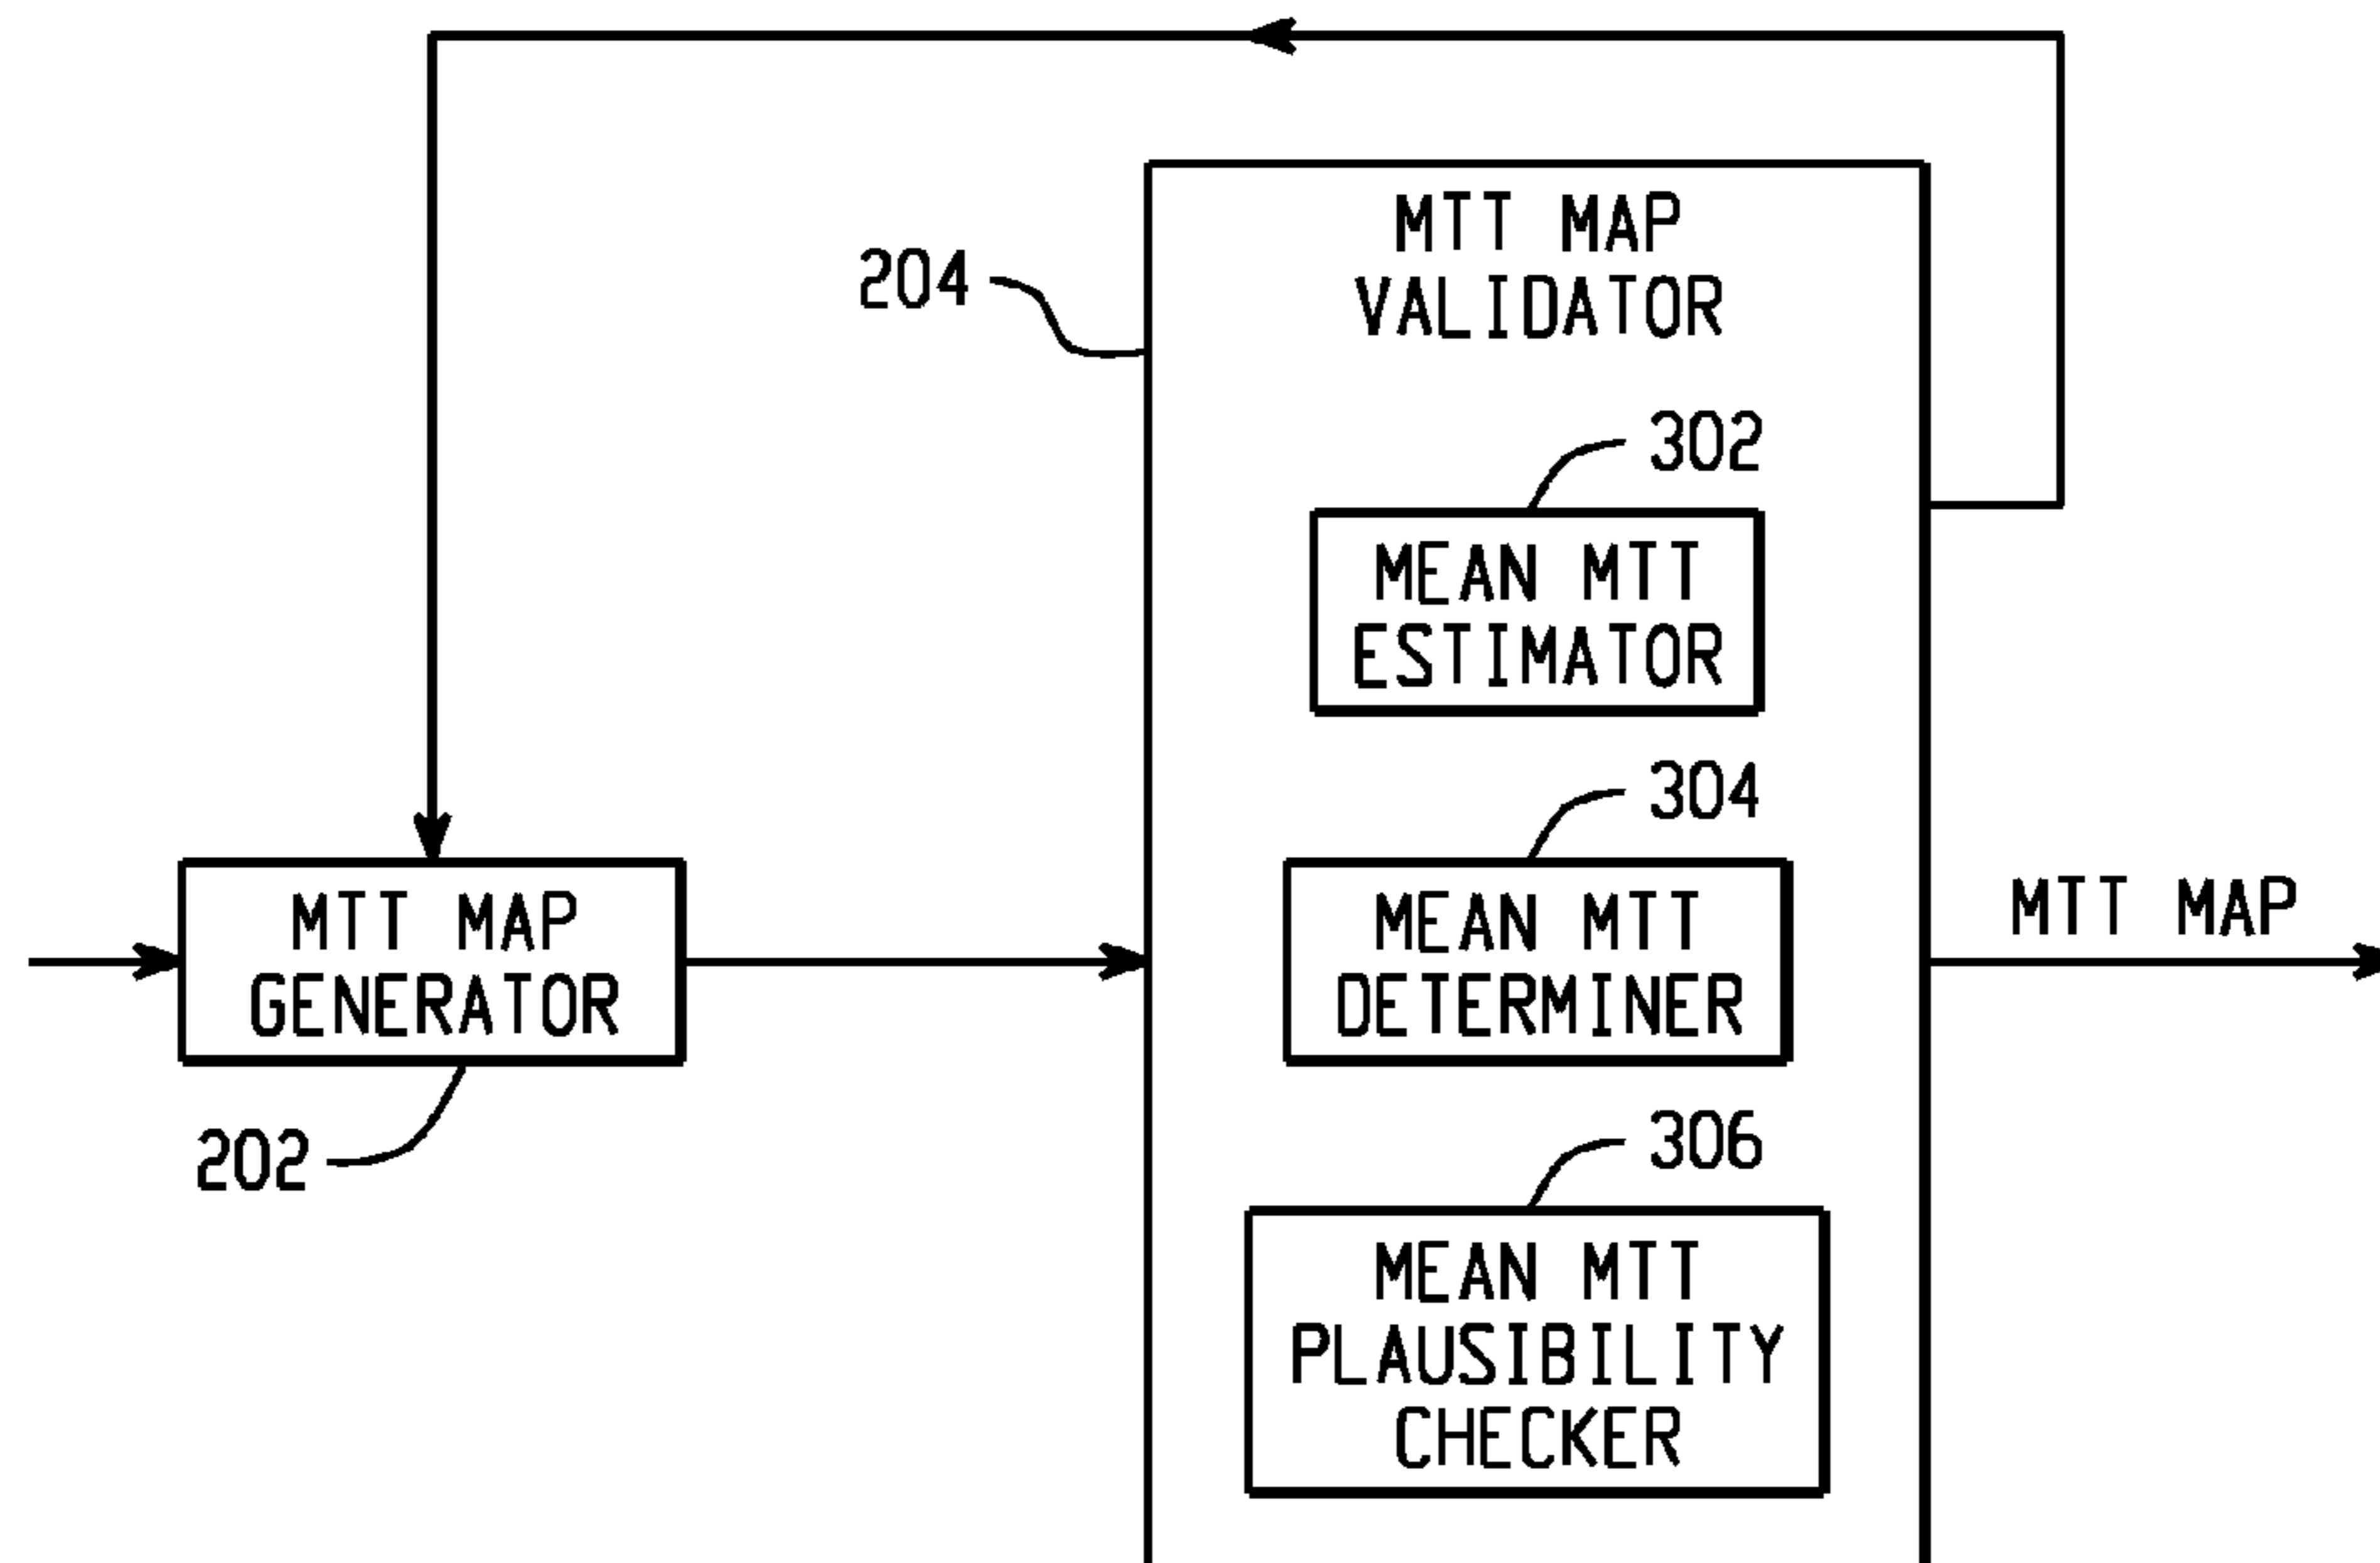 MTT MAP
VALIDATOR
204
302
MEAN MTT
ESTIMATOR
304
MEAN MTT
DETERMINER
306
MEAN MTT
PLAUSIBILITY
CHECKER
MTT MAP
GENERATOR
202
MTT MAP